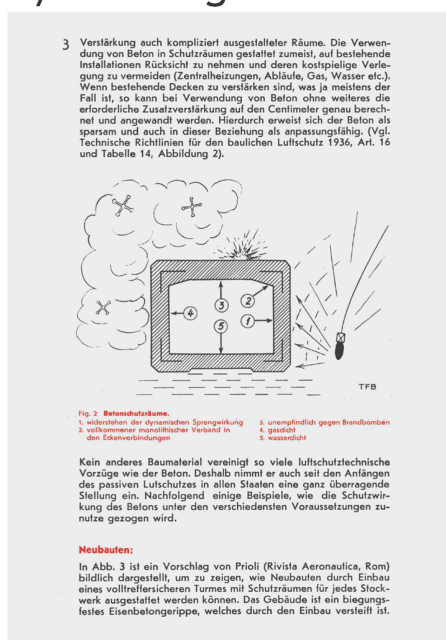 3 Verstärkung auch kompliziert ausgestalteter Räume. Die Verwen-
dung von Beton in Schutzräumen gestattet zumeist, auf bestehende
Installationen Rücksicht zu nehmen und deren kostspielige Verle-
gung zu vermeiden (Zentralheizungen, Abläufe, Gas, Wasser etc.).
Wenn bestehende Decken zu verstärken sind, was ja meistens der
Fall ist, so kann bei Verwendung von Beton ohne weiteres die
erforderliche Zusatzverstärkung auf den Centimeter genau berech-
net und angewandt werden. Hierdurch erweist sich der Beton als
sparsam und auch in dieser Beziehung als anpassungsfähig. (Vgl.
Technische Richtlinien für den baulichen Luftschutz 1936, Art. 16
und Tabelle 14, Abbildung 2).
2
3
4
1
5
TFB
Fig. 2 Betonschutzräume.
1. widerstehen der dynamischen Sprengwirkung
2. vollkommener monolithischer Verband in
den Eckenverbindungen
3. unempfindlich gegen Brandbomben
4. gasdicht
5. wasserdicht
Kein anderes Baumaterial vereinigt so viele luftschutztechnische
Vorzüge wie der Beton. Deshalb nimmt er auch seit den Anfängen
des passiven Lutschutzes in allen Staaten eine ganz überragende
Stellung ein. Nachfolgend einige Beispiele, wie die Schutzwir-
kung des Betons unter den verschiedensten Voraussetzungen zu-
nutze gezogen wird.
Neubauten:
In Abb. 3 ist ein Vorschlag von Prioli (Rivista Aeronautica, Rom)
bildlich dargestellt, um zu zeigen, wie Neubauten durch Einbau
eines volltreffersicheren Turmes mit Schutzräumen für jedes Stock-
werk ausgestattet werden können. Das Gebäude ist ein biegungs-
festes Eisenbetongerippe, welches durch den Einbau versteift ist.